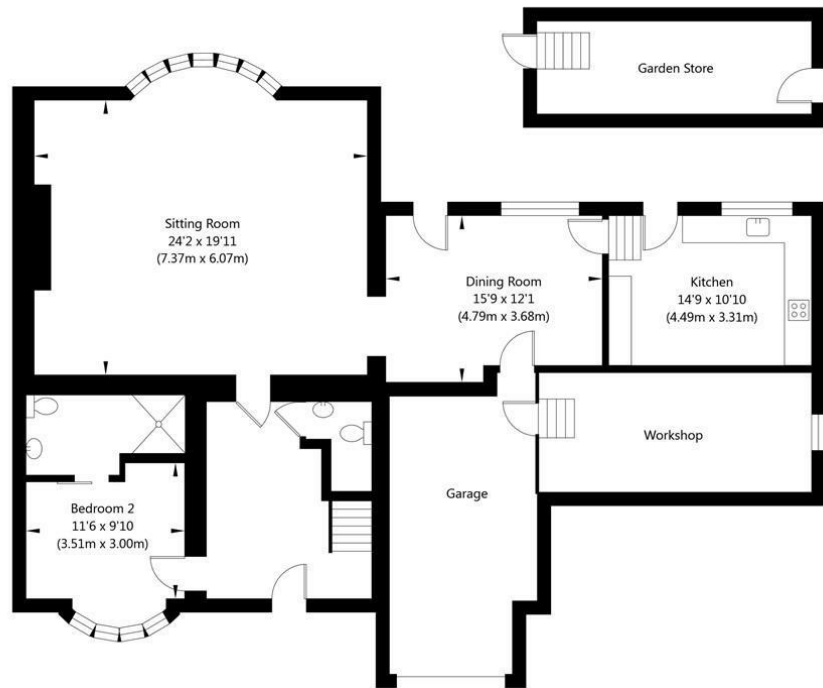 Garden Store
Sitting Room
24'2 x 19'11
(7.37m x 6.07m)
Dining Room
15'9 x 12'1
(4.79m x 3.68m)
Kitchen
14'9 x 10'10
(4.49m x 3.31m)
Workshop
Garage
Bedroom 2
11'6 x 9'10
(3.51m x 3.00m)